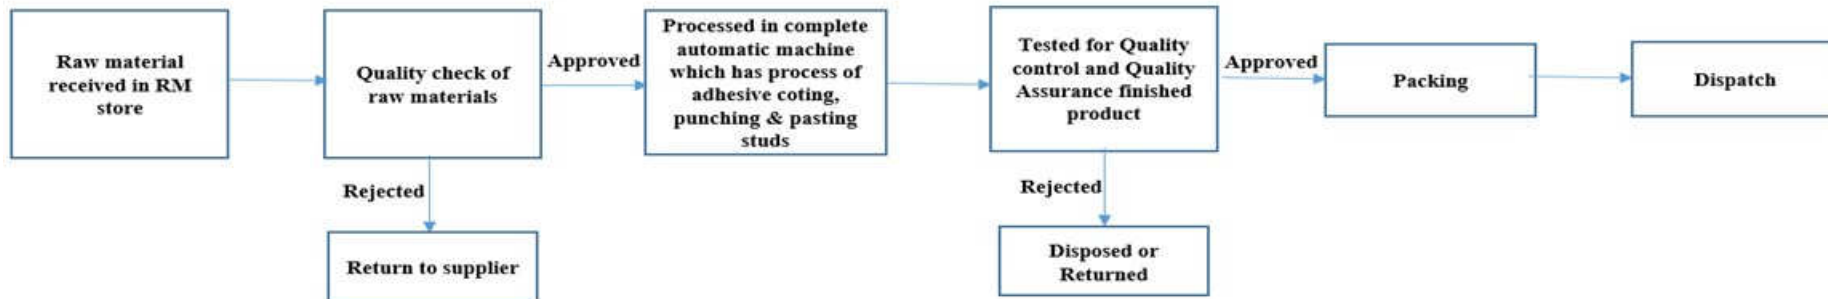 Raw material
received in RM
store
Quality check of
raw materials
Approved
Rejected
Return to supplier
Processed in complete
automatic machine
which has process of
adhesive coting,
punching & pasting
studs
Tested for Quality
control and Quality
Assurance finished
product
Approved
Rejected
Disposed or
Returned
Packing
Dispatch